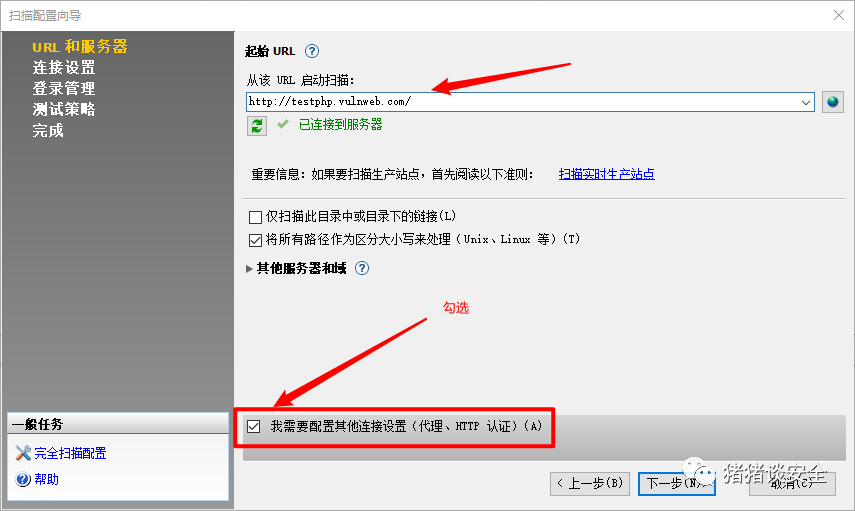 扫描配置向导
URL 和服务器
连接设置
登录管理
测试策略
完成
起始 URL
从该 URL 启动扫描:
http://testphp.vulnweb.com/
已连接到服务器
重要信息: 如果要扫描生产站点，首先阅读以下准则: 扫描实时生产站点
仅扫描此目录中或目录下的链接(L)
将所有路径作为区分大小写来处理（Unix、Linux 等）(T)
其他服务器和域
勾选
我需要配置其他连接设置（代理、HTTP 认证）(A)
一般任务
完全扫描配置
帮助
< 上一步(B)
下一步(N) >
取消(C)
猪猪谈安全